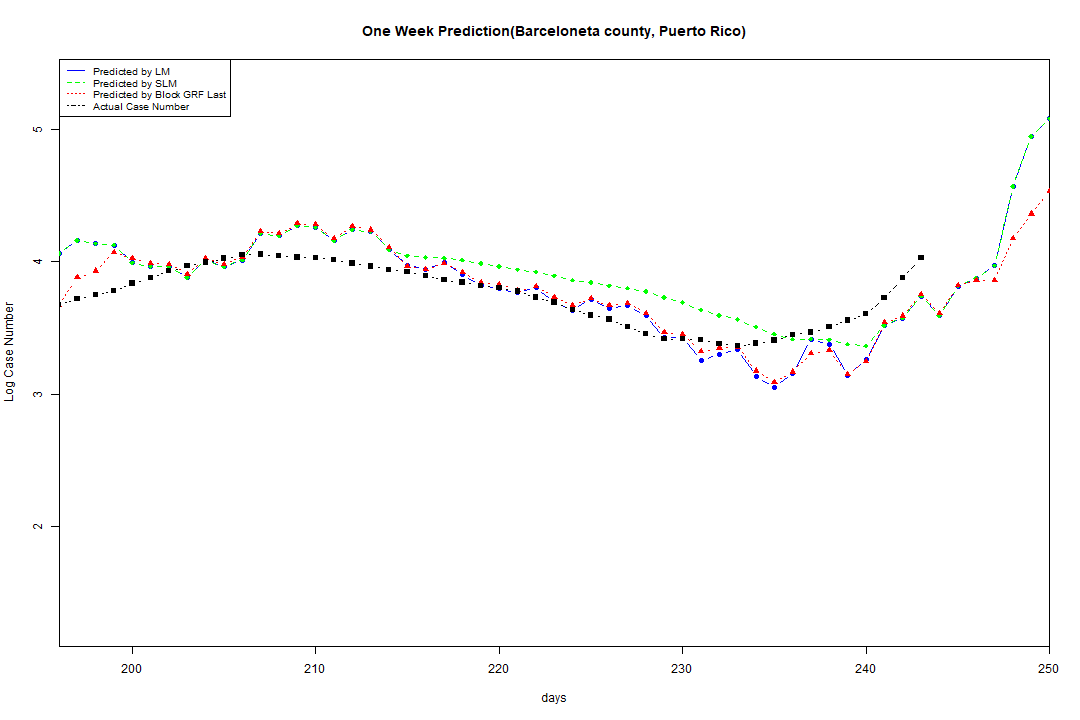 One Week Prediction(Barceloneta county, Puerto Rico)
Predicted by LM
Predicted by SLM
Predicted by Block GRF Last
Actual Case Number
5
4
3
2
Log Case Number
200 210 220 230 240 250
days